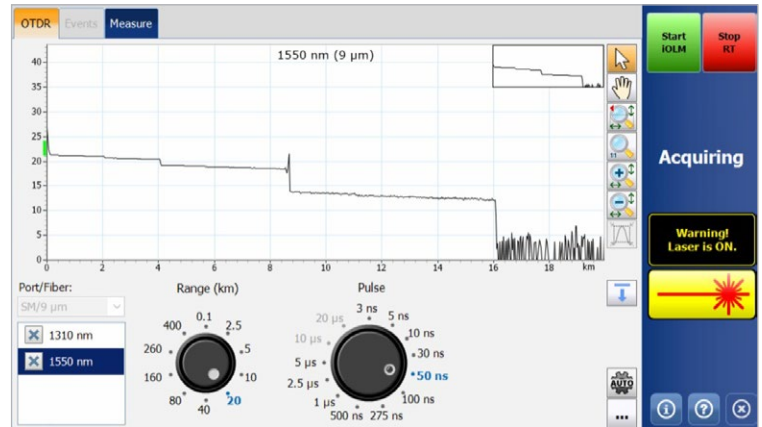 OTDR Events Measure
1550 nm (9 µm)
40
35
30
25
20
15
10
5
0
0 2 4 6 8 10 12 14 16 18 km
Port/Fiber:
SM/9 µm
1310 nm
1550 nm
Range (km)
0.1
2.5
5
10
20
40
80
160
260
400
Pulse
3 ns
5 ns
10 ns
30 ns
50 ns
100 ns
275 ns
500 ns
1 µs
2.5 µs
5 µs
10 µs
20 µs
AUTO
...
Start
iOLM
Stop
RT
Acquiring
Warning!
Laser is ON.